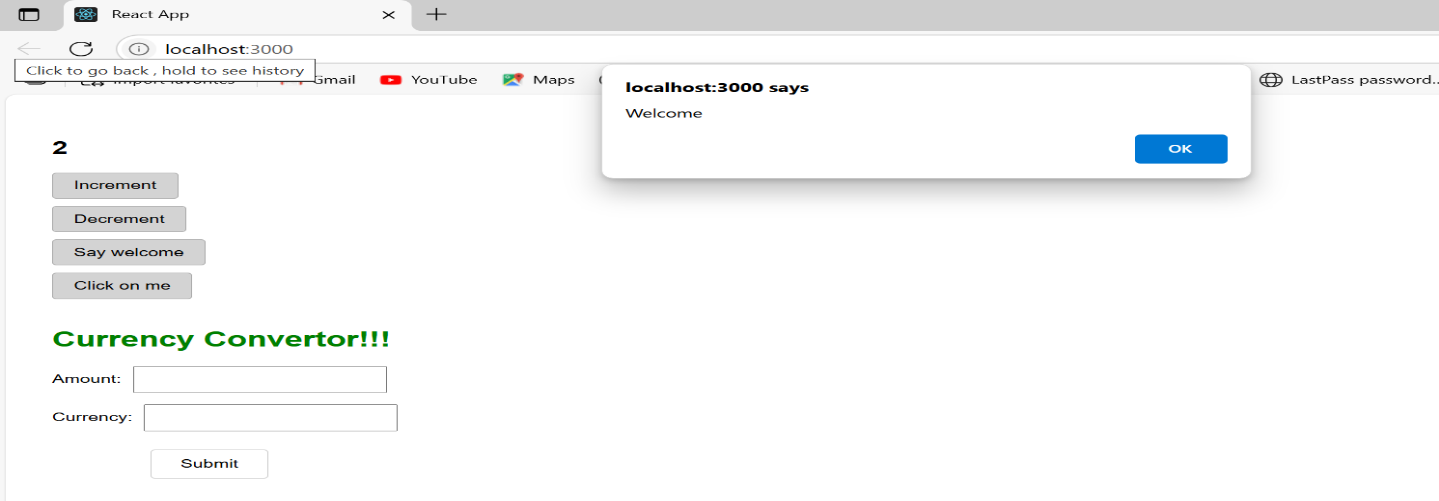 React App
localhost:3000
Click to go back , hold to see history
Gmail
YouTube
Maps
LastPass password...
localhost:3000 says
Welcome
OK
2
Increment
Decrement
Say welcome
Click on me
Currency Convertor!!!
Amount:
Currency:
Submit